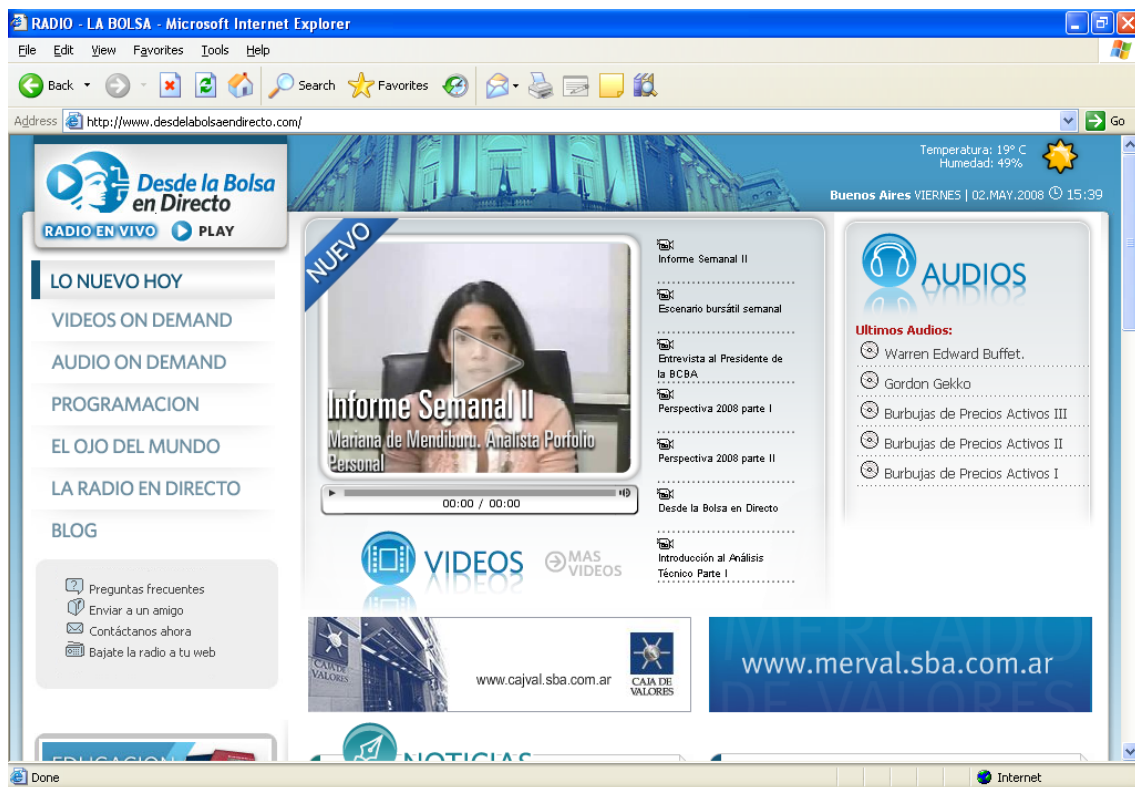 RADIO - LA BOLSA - Microsoft Internet Explorer
File Edit View Favorites Tools Help
Back Search Favorites
Address http://www.desdelabolsaendirecto.com/ Go
Desde la Bolsa
en Directo
RADIO EN VIVO PLAY
Temperatura: 19º C
Humedad: 49%
Buenos Aires VIERNES | 02.MAY.2008 15:39
LO NUEVO HOY
VIDEOS ON DEMAND
AUDIO ON DEMAND
PROGRAMACION
EL OJO DEL MUNDO
LA RADIO EN DIRECTO
BLOG
Preguntas frecuentes
Enviar a un amigo
Contáctanos ahora
Bajate la radio a tu web
EDUCACION
NUEVO
Informe Semanal II
Mariana de Mendiburu. Analista Porfolio
Personal
00:00 / 00:00
VIDEOS
MAS
VIDEOS
Informe Semanal II
Escenario bursátil semanal
Entrevista al Presidente de
la BCBA
Perspectiva 2008 parte I
Perspectiva 2008 parte II
Desde la Bolsa en Directo
Introducción al Análisis
Técnico Parte I
AUDIOS
Ultimos Audios:
Warren Edward Buffet.
Gordon Gekko
Burbujas de Precios Activos III
Burbujas de Precios Activos II
Burbujas de Precios Activos I
CAJA DE
VALORES
www.cajval.sba.com.ar
CAJA DE
VALORES
MERCADO
www.merval.sba.com.ar
DE VALORES
NOTICIAS
Done Internet